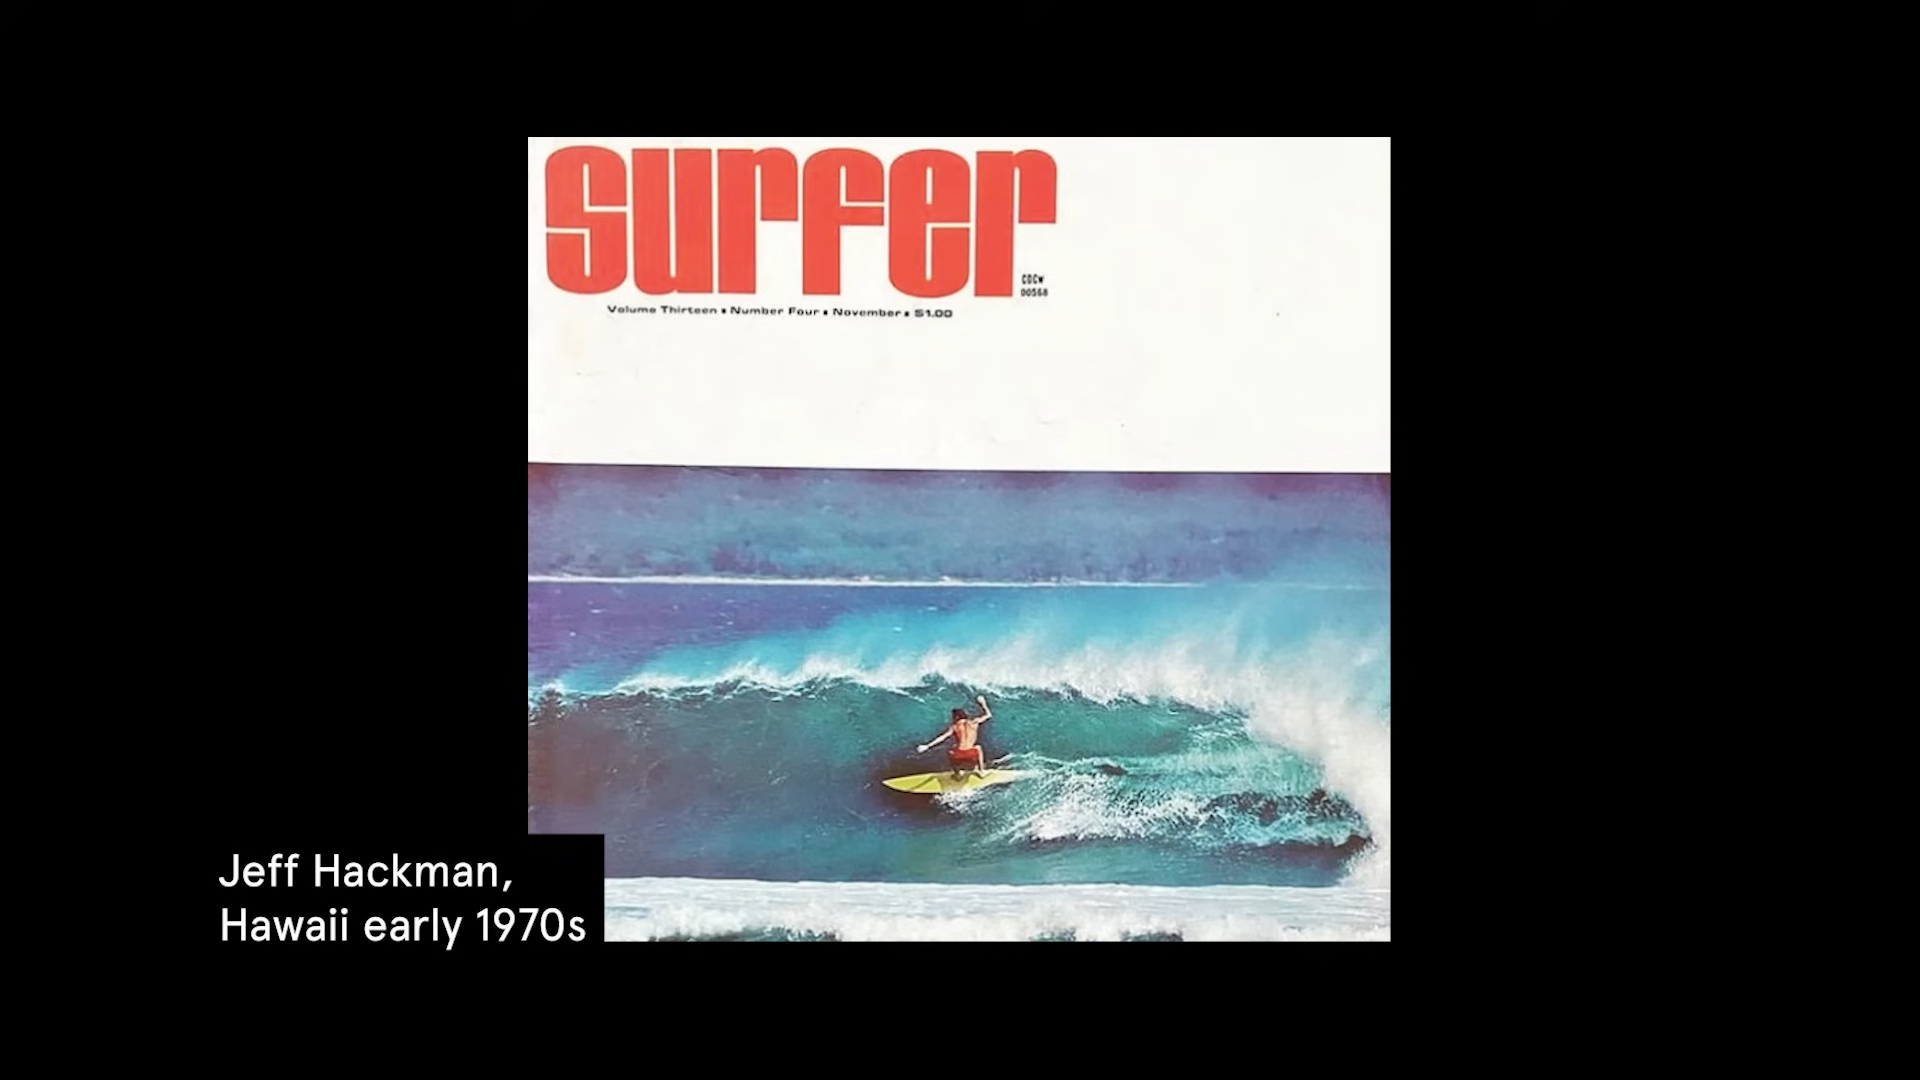 surfer
CDCW
00568
Volume Thirteen ▪ Number Four ▪ November ▪ $1.00
Jeff Hackman,
Hawaii early 1970s